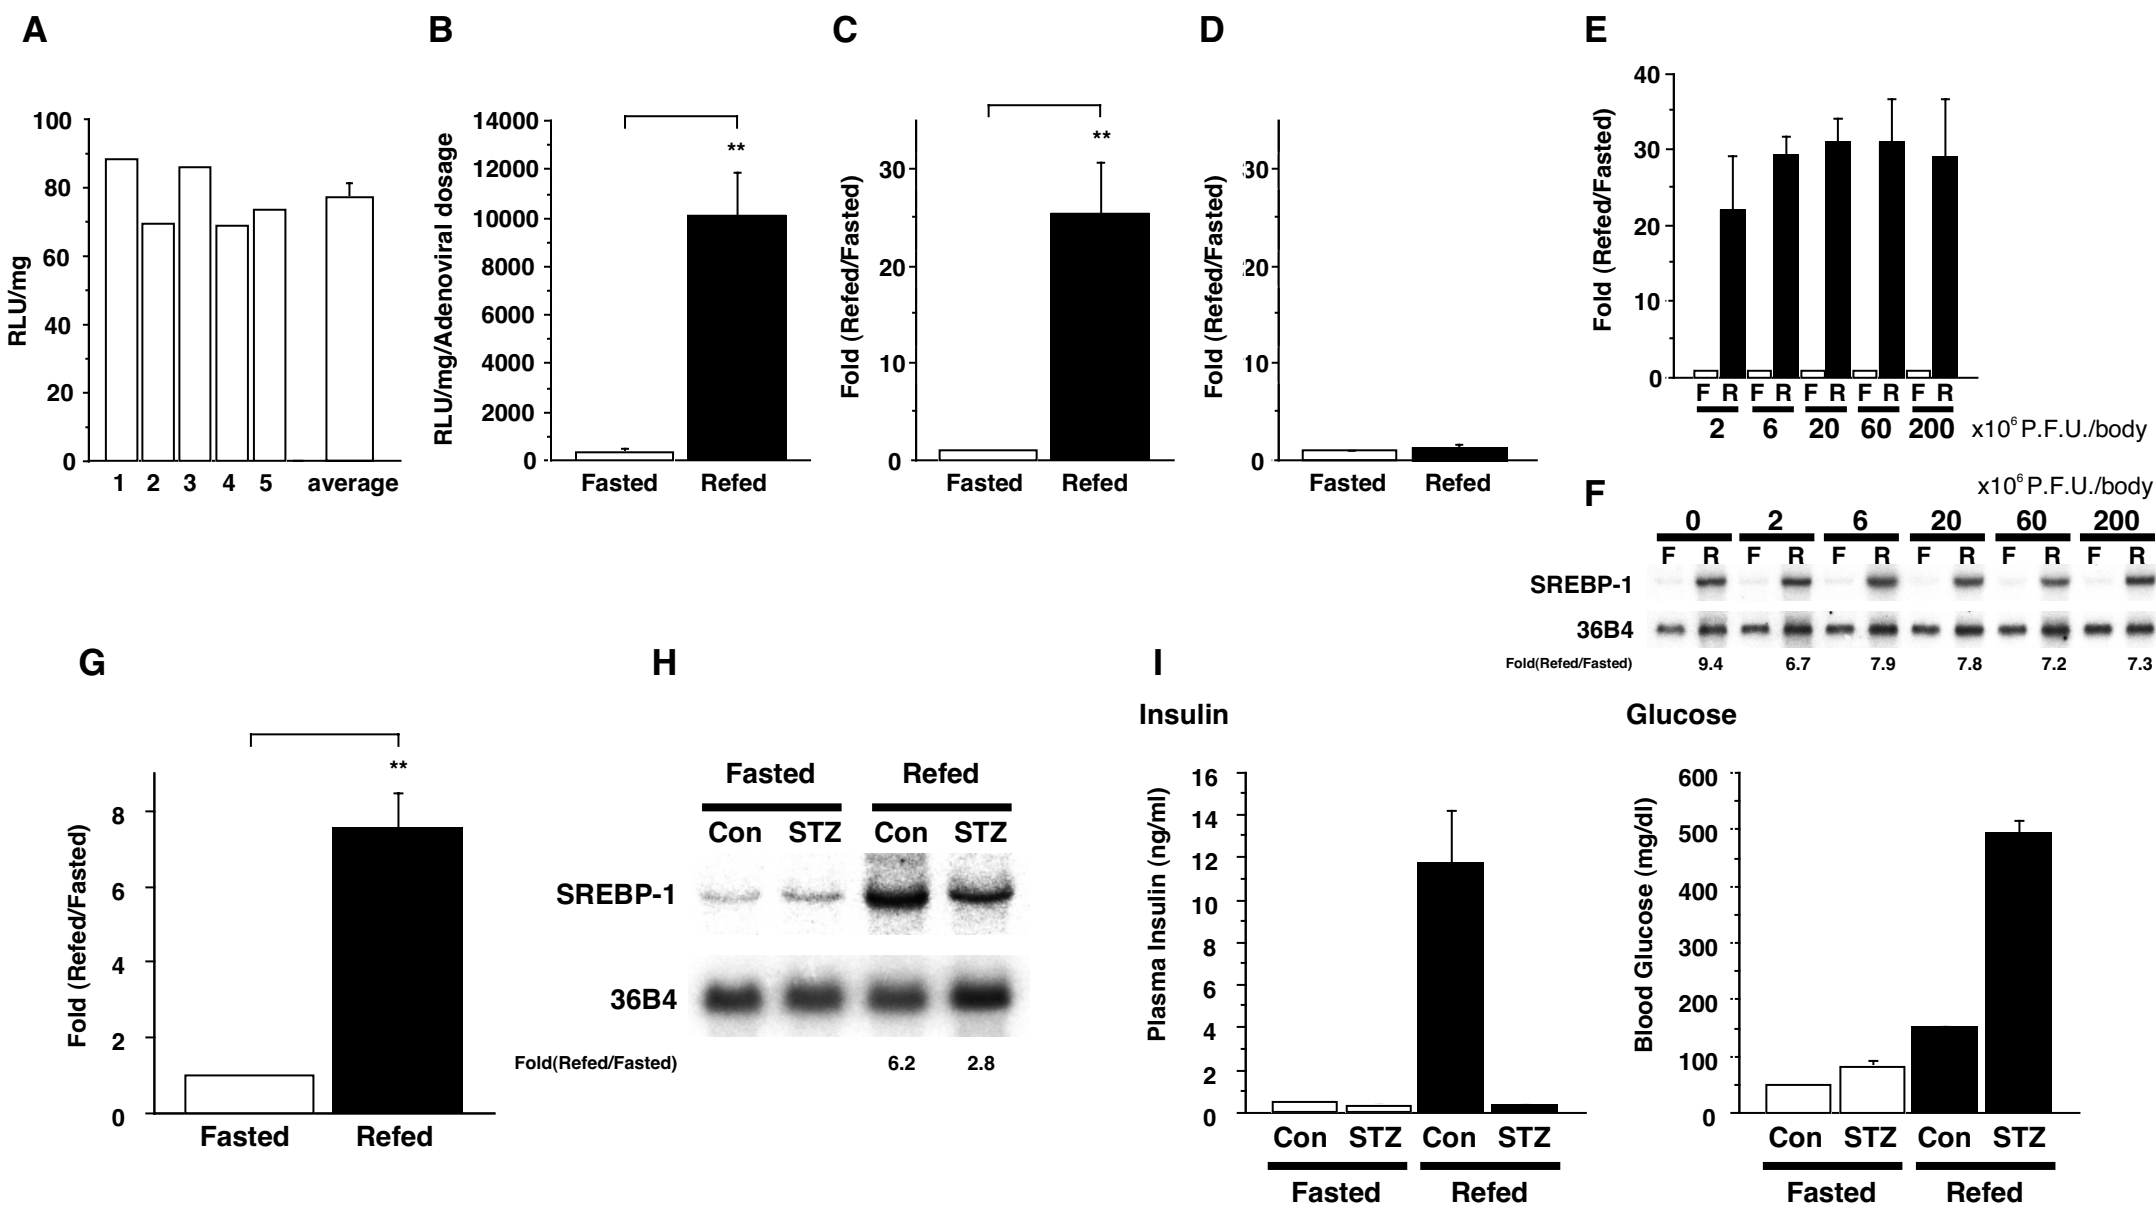 A
RLU/mg
100
80
60
40
20
0
1 2 3 4 5 average
B
RLU/mg/Adenoviral dosage
14000
12000
10000
8000
6000
4000
2000
0
**
Fasted Refed
C
Fold (Refed/Fasted)
30
20
10
0
**
Fasted Refed
D
Fold (Refed/Fasted)
30
20
10
0
Fasted Refed
E
Fold (Refed/Fasted)
40
30
20
10
0
F R F R F R F R F R
2 6 20 60 200 x10⁶ P.F.U./body
F
x10⁶ P.F.U./body
0 2 6 20 60 200
F R F R F R F R F R F R
SREBP-1
36B4
Fold(Refed/Fasted) 9.4 6.7 7.9 7.8 7.2 7.3
G
Fold (Refed/Fasted)
8
6
4
2
0
**
Fasted Refed
H
Fasted Refed
Con STZ Con STZ
SREBP-1
36B4
Fold(Refed/Fasted) 6.2 2.8
I
Insulin
Plasma Insulin (ng/ml)
16
14
12
10
8
6
4
2
0
Con STZ Con STZ
Fasted Refed
Glucose
Blood Glucose (mg/dl)
600
500
400
300
200
100
0
Con STZ Con STZ
Fasted Refed